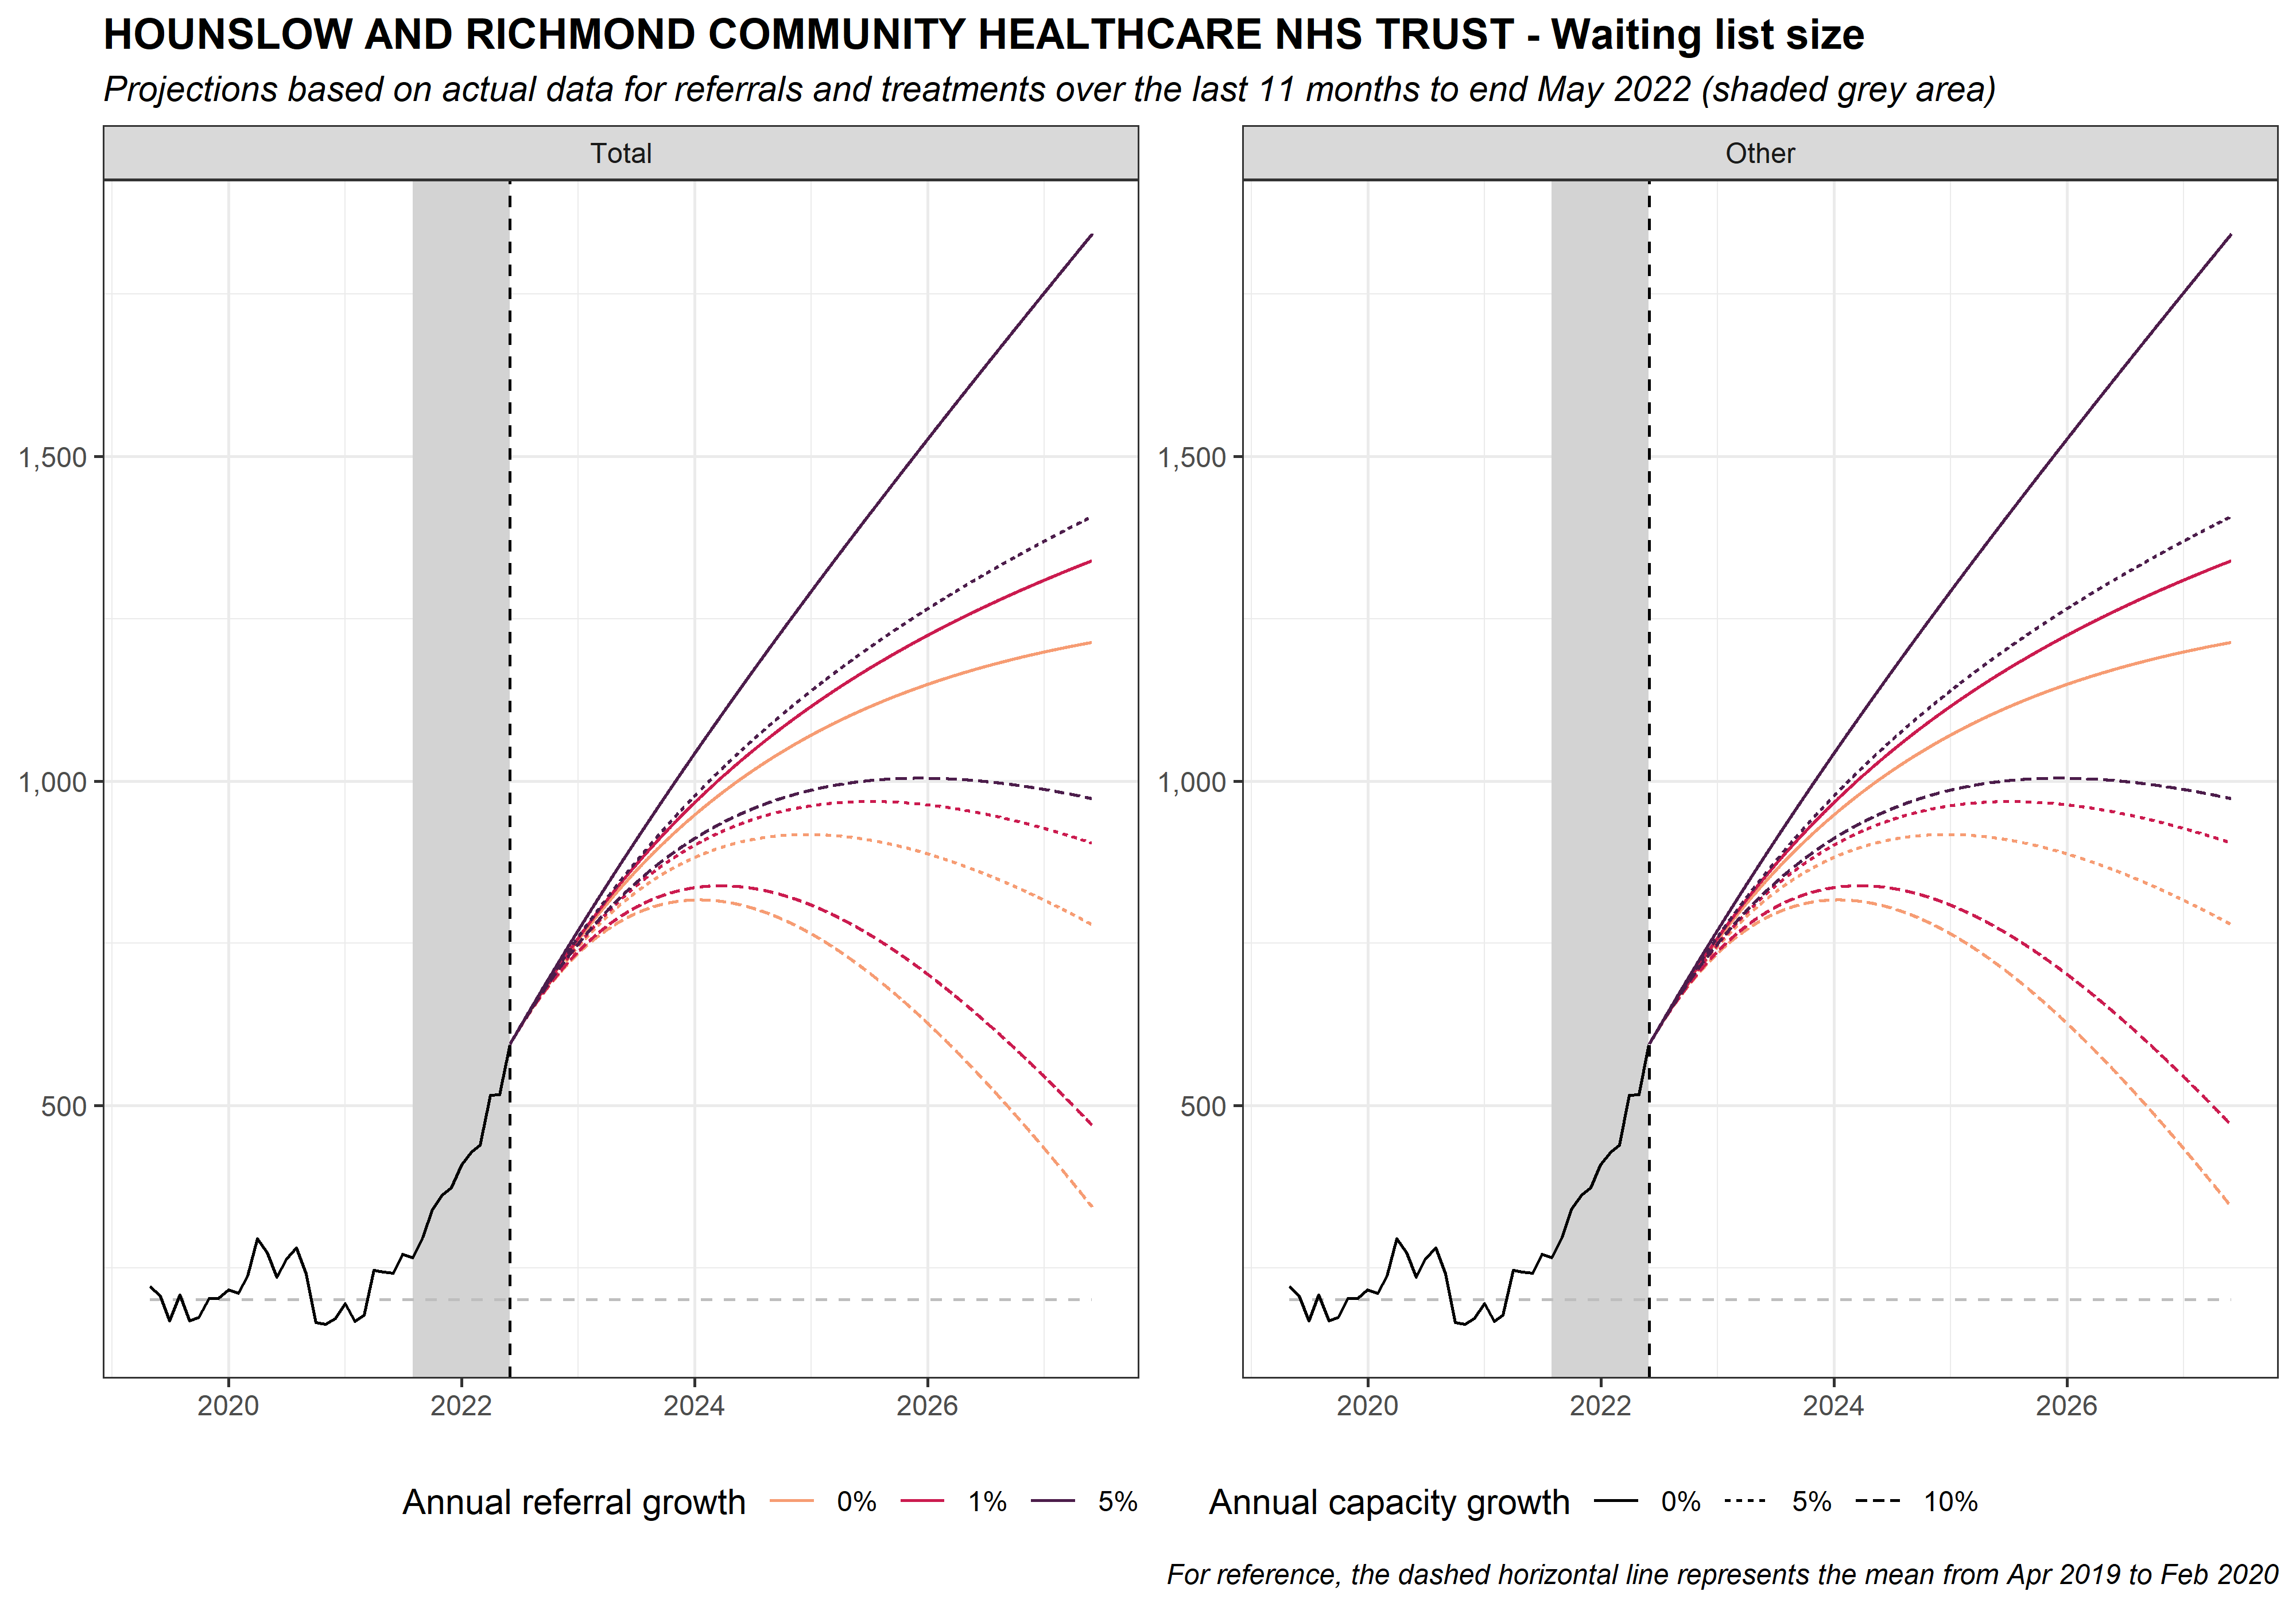 HOUNSLOW AND RICHMOND COMMUNITY HEALTHCARE NHS TRUST - Waiting list size
Projections based on actual data for referrals and treatments over the last 11 months to end May 2022 (shaded grey area)
Total
Other
1,500
1,000
500
1,500
1,000
500
2020 2022 2024 2026
2020 2022 2024 2026
Annual referral growth 0% 1% 5%
Annual capacity growth 0% 5% 10%
For reference, the dashed horizontal line represents the mean from Apr 2019 to Feb 2020